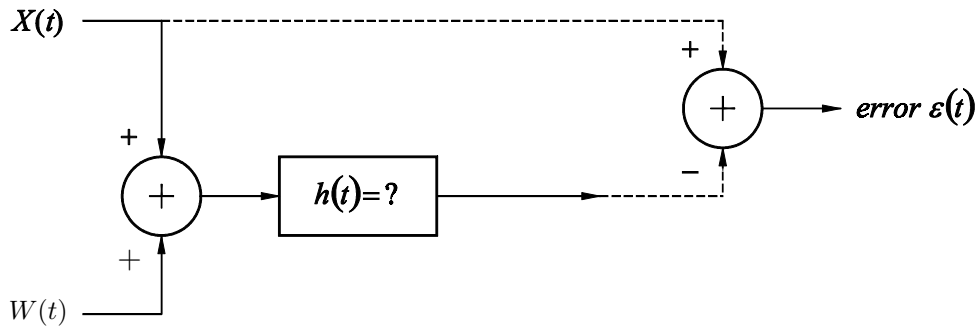 X(t)
+
error ε(t)
+
+
h(t)=?
+
−
+
W(t)